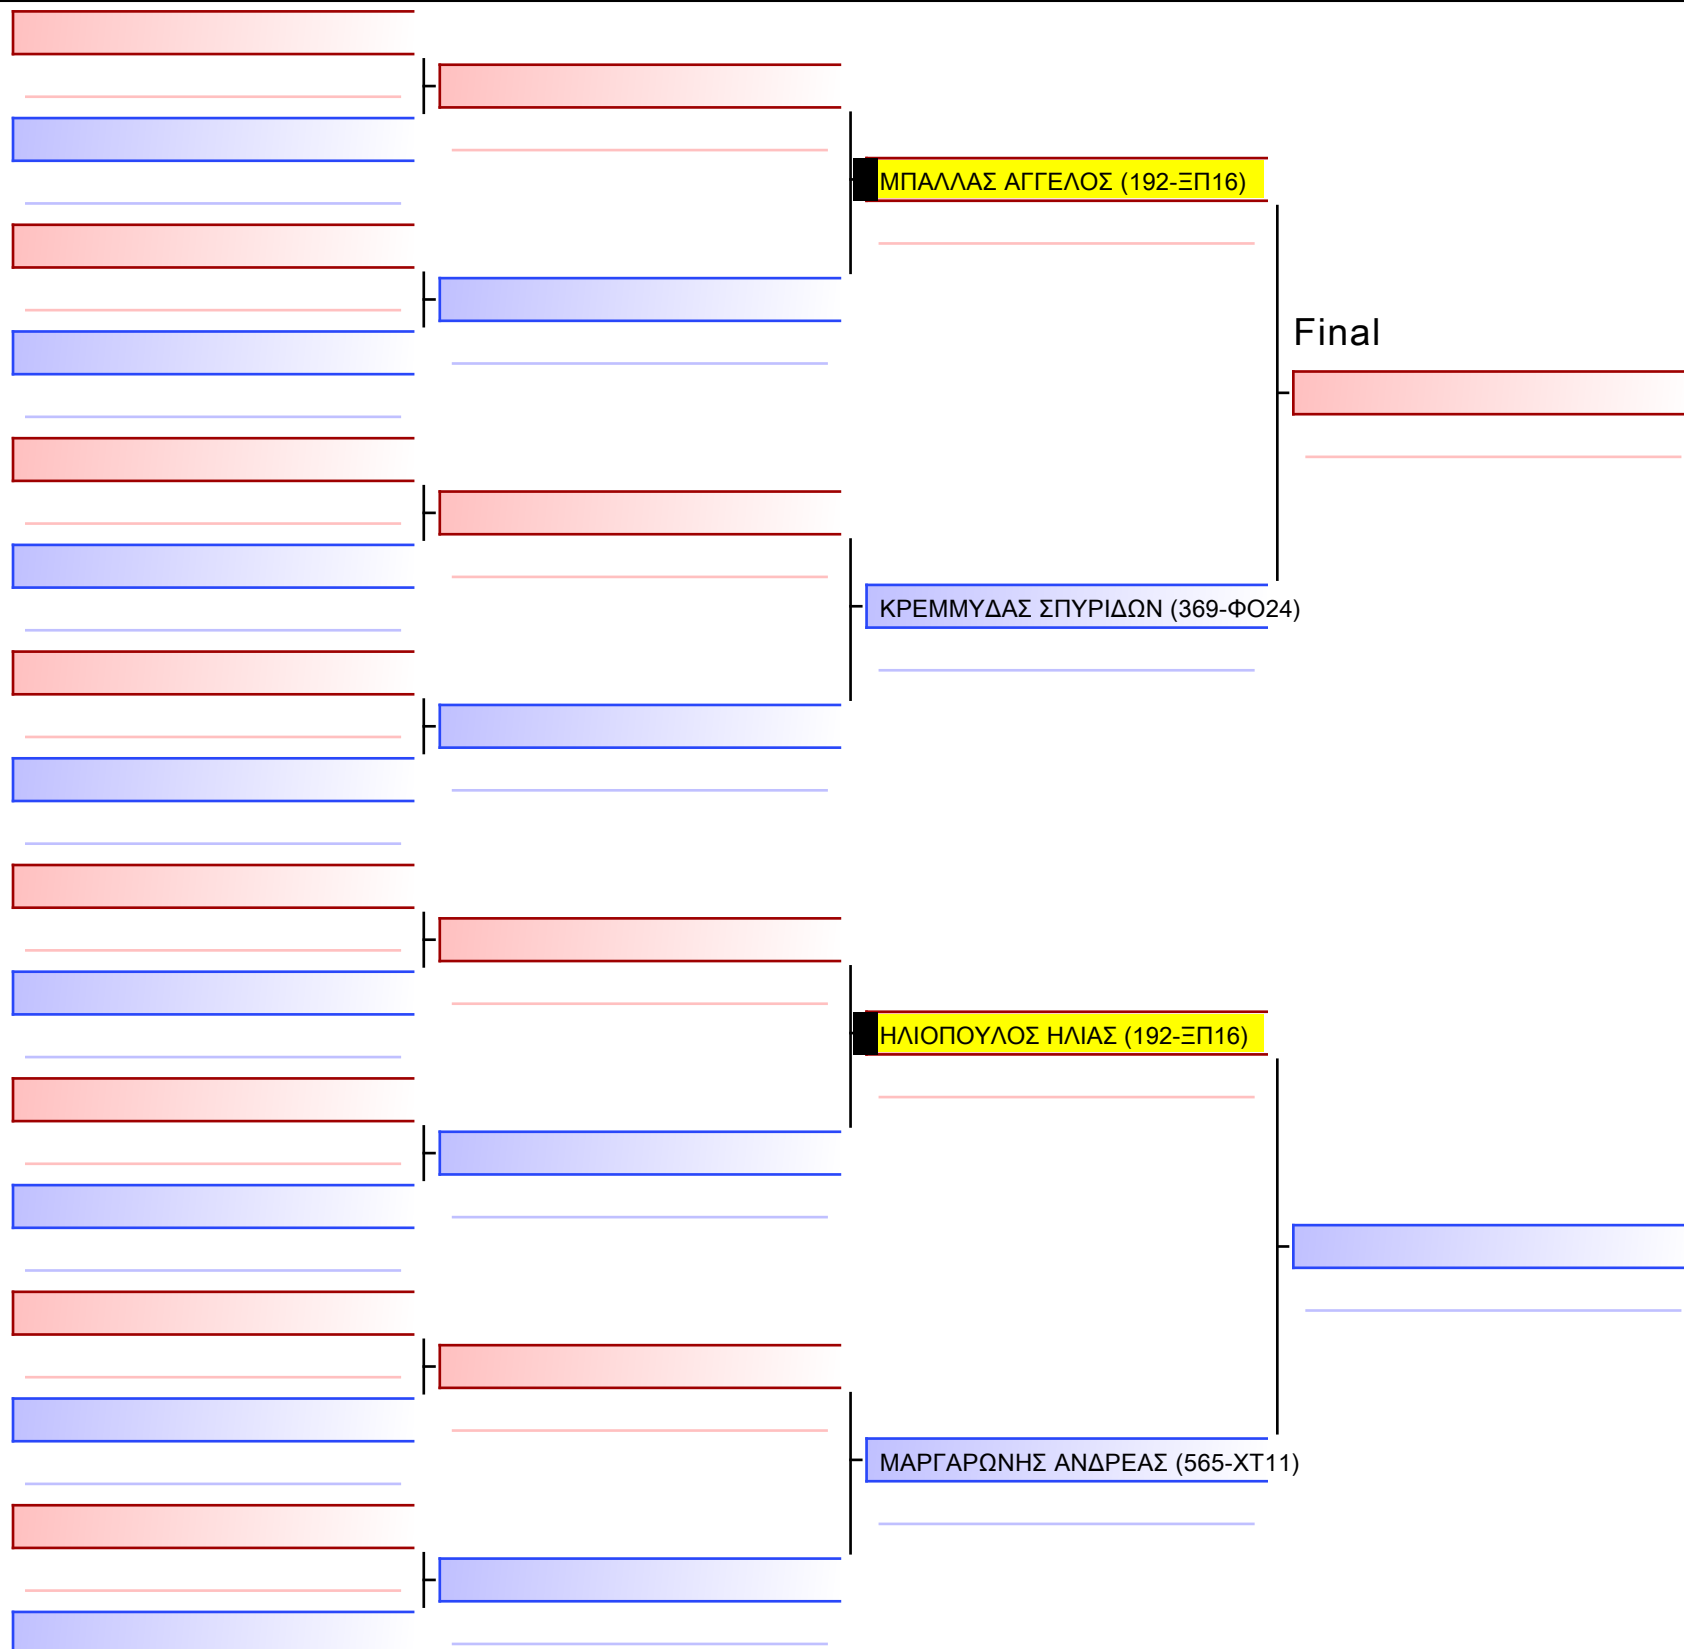 ΜΠΑΛΛΑΣ ΑΓΓΕΛΟΣ (192-ΞΠ16)
Final
ΚΡΕΜΜΥΔΑΣ ΣΠΥΡΙΔΩΝ (369-ΦΟ24)
ΗΛΙΟΠΟΥΛΟΣ ΗΛΙΑΣ (192-ΞΠ16)
ΜΑΡΓΑΡΩΝΗΣ ΑΝΔΡΕΑΣ (565-ΧΤ11)